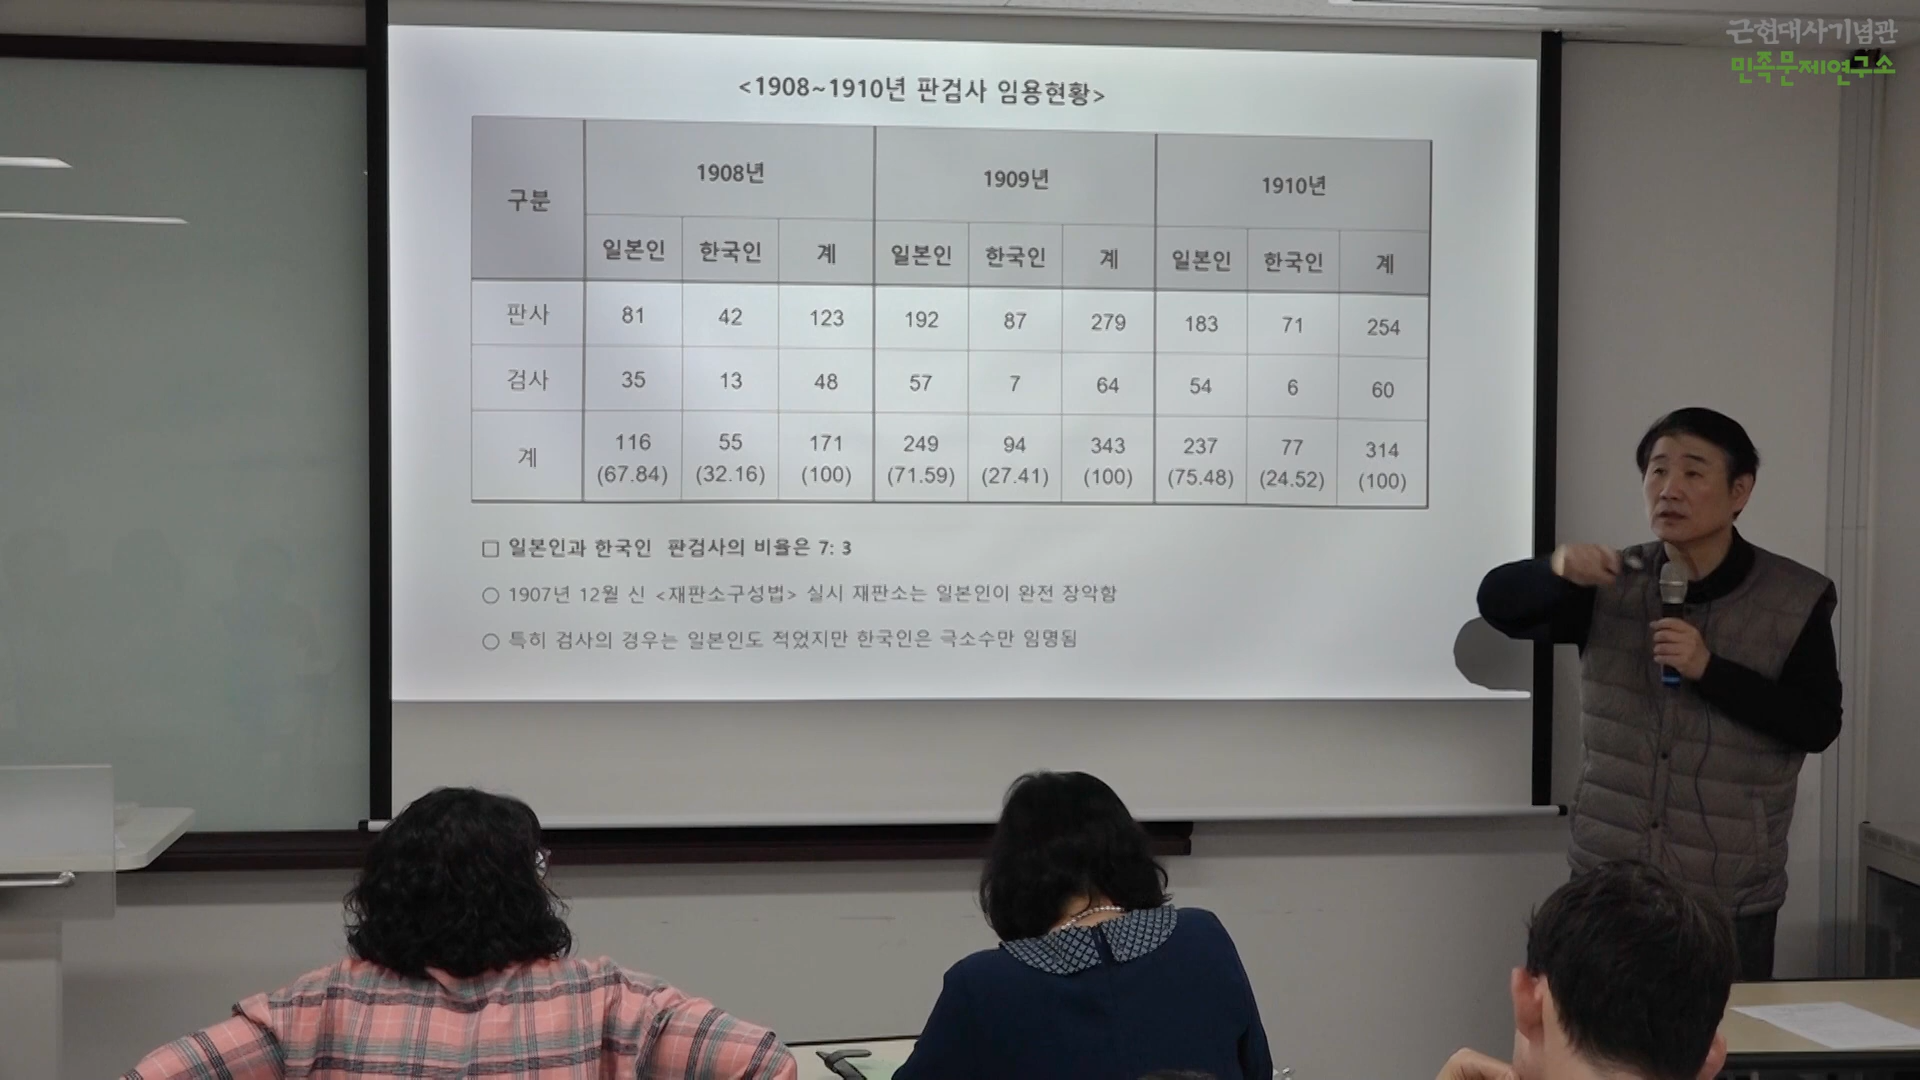 근현대사기념관
민족문제연구소
<1908~1910년 판검사 임용현황>
구분 1908년 1909년 1910년
일본인 한국인 계 일본인 한국인 계 일본인 한국인 계
판사 81 42 123 192 87 279 183 71 254
검사 35 13 48 57 7 64 54 6 60
계 116 55 171 249 94 343 237 77 314
(67.84) (32.16) (100) (71.59) (27.41) (100) (75.48) (24.52) (100)
□ 일본인과 한국인 판검사의 비율은 7: 3
○ 1907년 12월 신 <재판소구성법> 실시 재판소는 일본인이 완전 장악함
○ 특히 검사의 경우는 일본인도 적었지만 한국인은 극소수만 임명됨